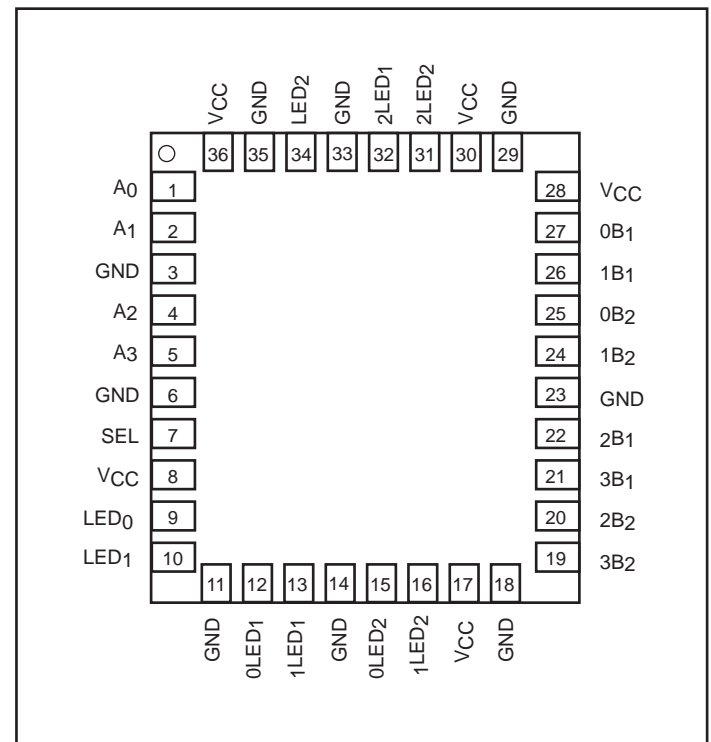 VCC GND LED2 GND 2LED1 2LED2 VCC GND
36 35 34 33 32 31 30 29
A0 1 28 VCC
A1 2 27 0B1
GND 3 26 1B1
A2 4 25 0B2
A3 5 24 1B2
GND 6 23 GND
SEL 7 22 2B1
VCC 8 21 3B1
LED0 9 20 2B2
LED1 10 19 3B2
11 12 13 14 15 16 17 18
GND 0LED1 1LED1 GND 0LED2 1LED2 VCC GND